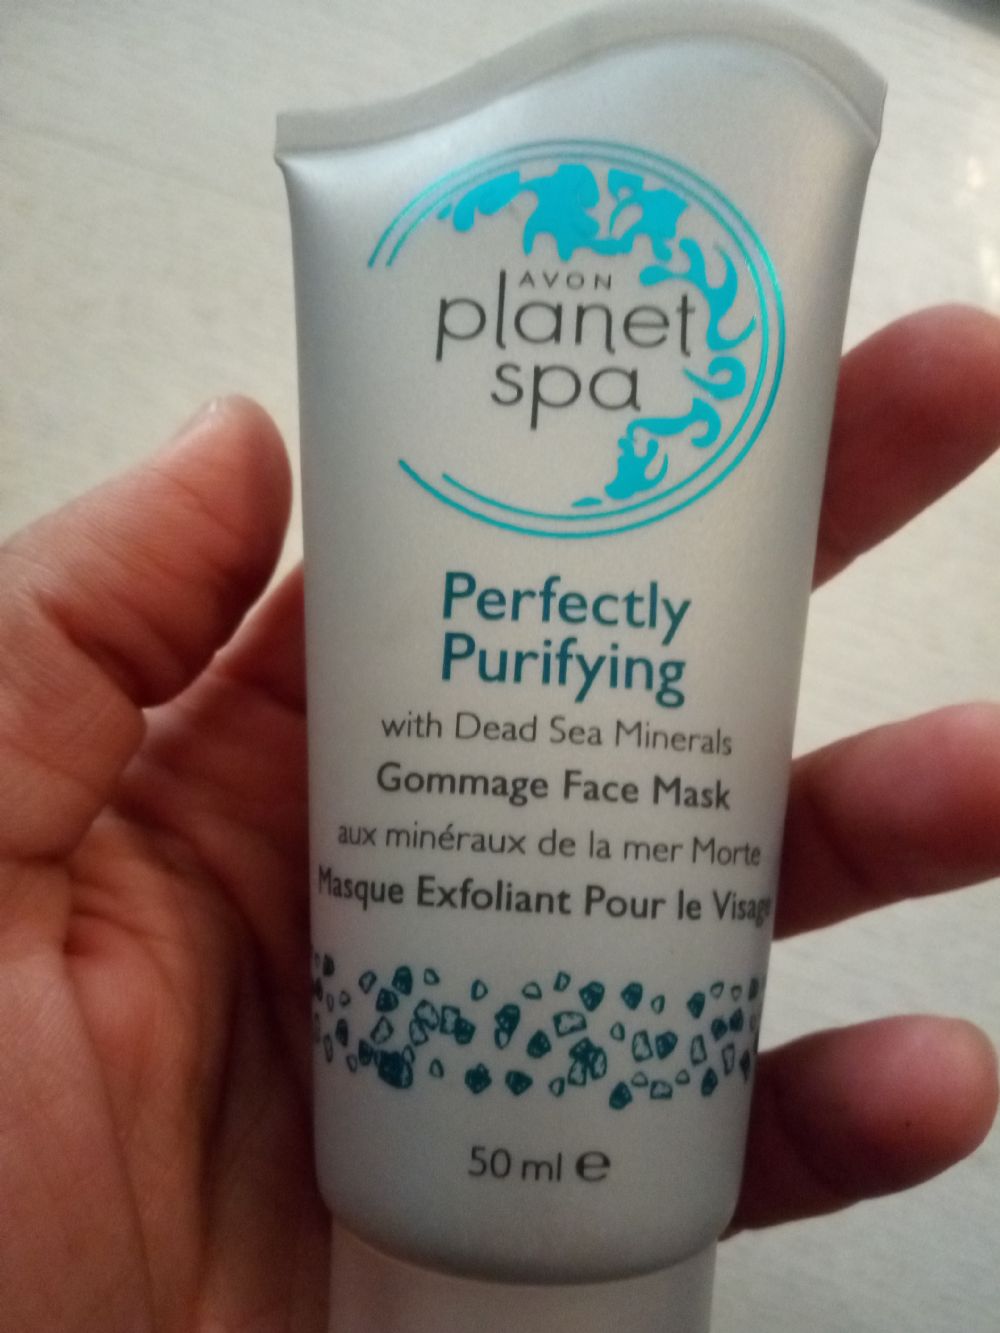 AVON
planet
spa
Perfectly
Purifying
with Dead Sea Minerals
Gommage Face Mask
aux minéraux de la mer Morte
Masque Exfoliant Pour le Visage
50 ml e